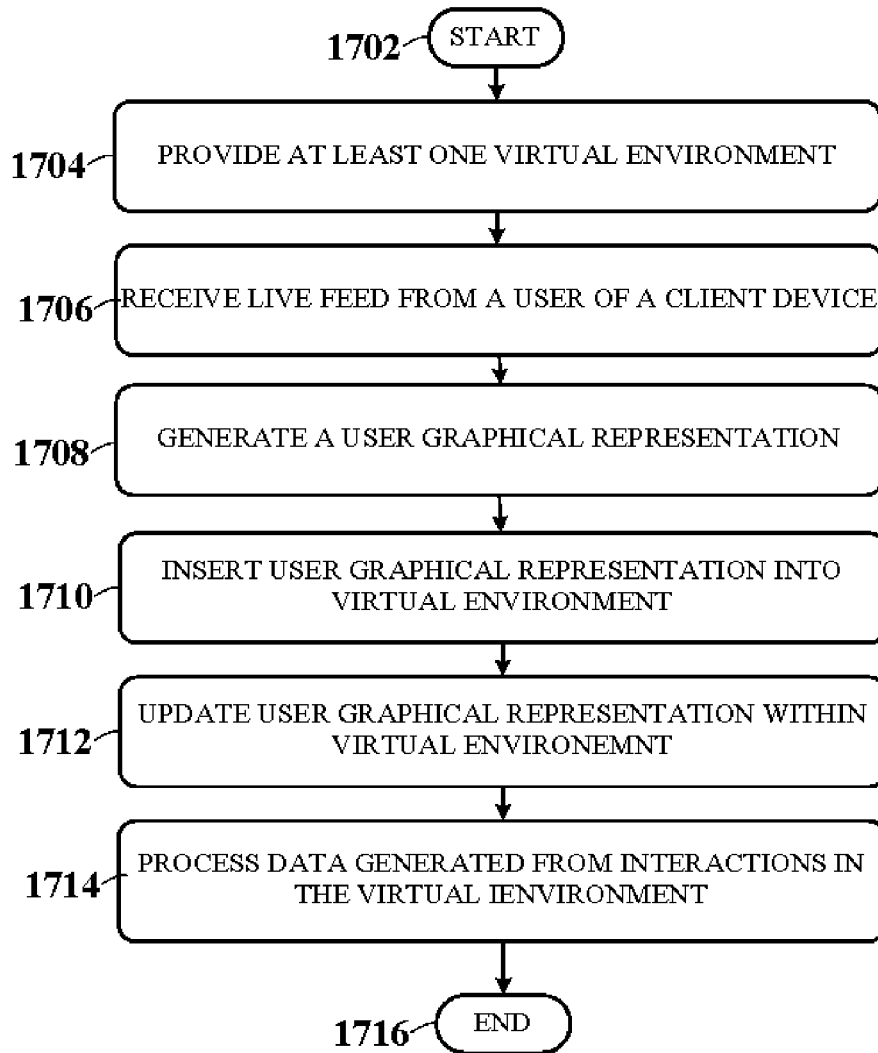 1702 START
1704 PROVIDE AT LEAST ONE VIRTUAL ENVIRONMENT
1706 RECEIVE LIVE FEED FROM A USER OF A CLIENT DEVICE
1708 GENERATE A USER GRAPHICAL REPRESENTATION
1710 INSERT USER GRAPHICAL REPRESENTATION INTO
VIRTUAL ENVIRONMENT
1712 UPDATE USER GRAPHICAL REPRESENTATION WITHIN
VIRTUAL ENVIRONEMNT
1714 PROCESS DATA GENERATED FROM INTERACTIONS IN
THE VIRTUAL IENVIRONMENT
1716 END